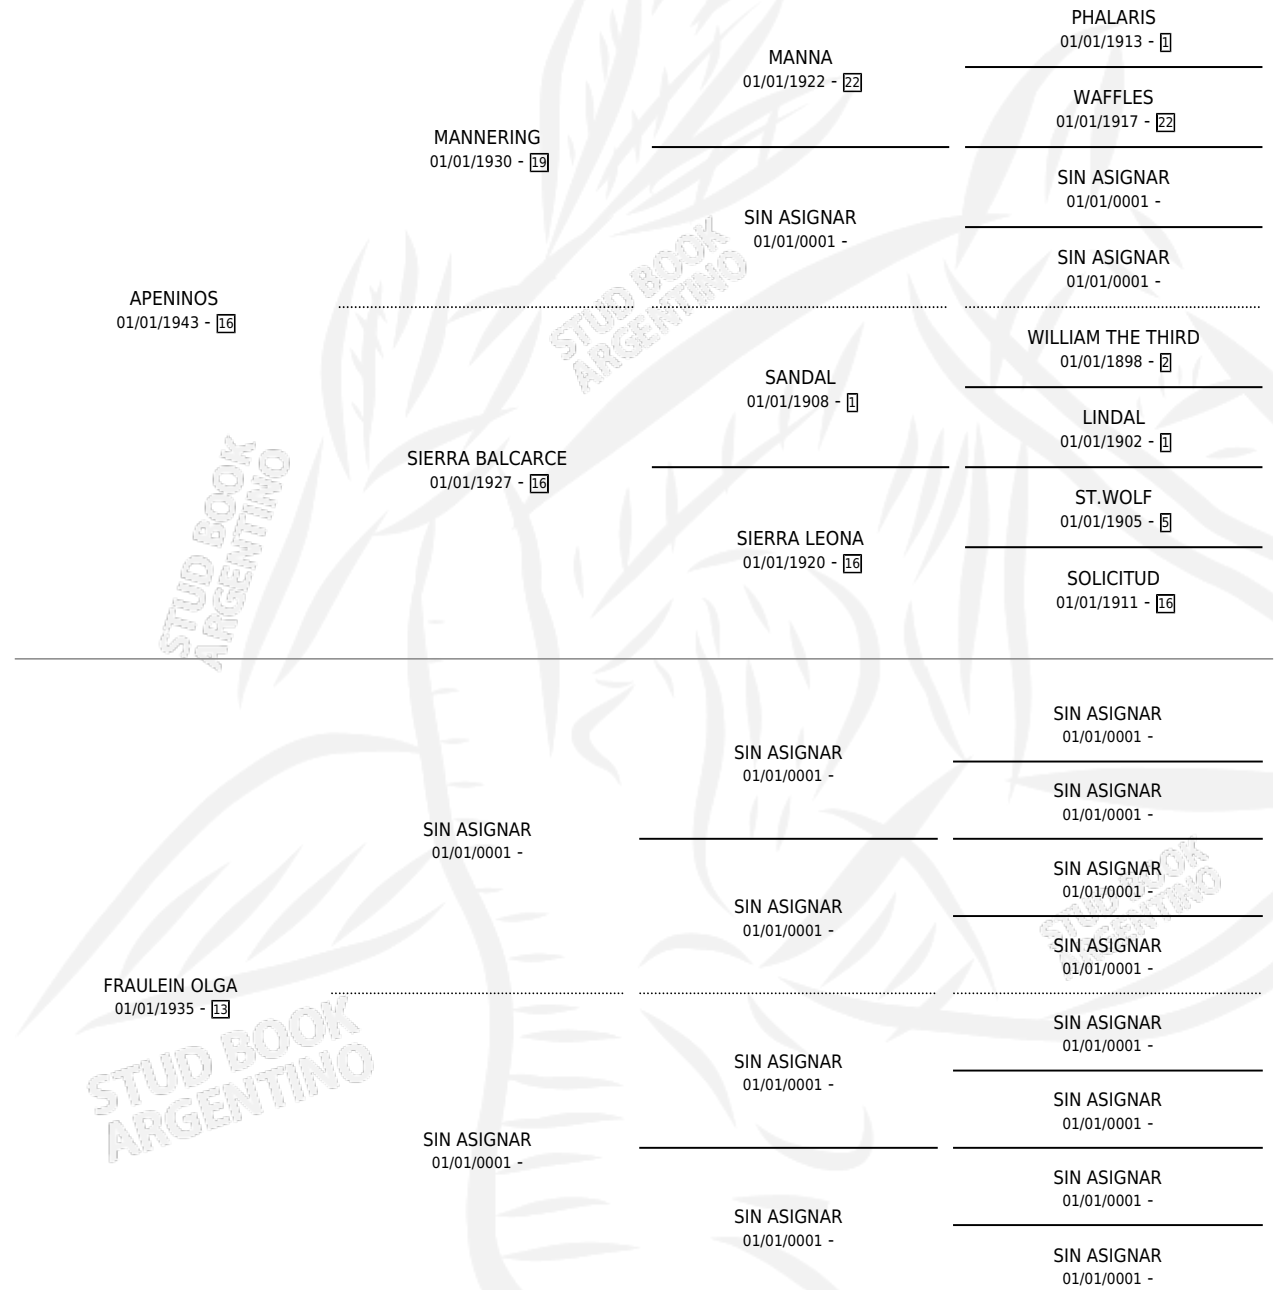 PHALARIS
01/01/1913 - 1
MANNA
01/01/1922 - 22
WAFFLES
01/01/1917 - 22
MANNERING
01/01/1930 - 19
SIN ASIGNAR
01/01/0001 -
SIN ASIGNAR
01/01/0001 -
SIN ASIGNAR
01/01/0001 -
STUD BOOK
ARGENTINO
APENINOS
01/01/1943 - 16
WILLIAM THE THIRD
01/01/1898 - 2
SANDAL
01/01/1908 - 1
LINDAL
01/01/1902 - 1
SIERRA BALCARCE
01/01/1927 - 16
ST.WOLF
01/01/1905 - 5
SIERRA LEONA
01/01/1920 - 16
SOLICITUD
01/01/1911 - 16
STUD BOOK
ARGENTINO
SIN ASIGNAR
01/01/0001 -
SIN ASIGNAR
01/01/0001 -
SIN ASIGNAR
01/01/0001 -
SIN ASIGNAR
01/01/0001 -
SIN ASIGNAR
01/01/0001 -
SIN ASIGNAR
01/01/0001 -
SIN ASIGNAR
01/01/0001 -
STUD BOOK
ARGENTINO
FRAULEIN OLGA
01/01/1935 - 13
SIN ASIGNAR
01/01/0001 -
SIN ASIGNAR
01/01/0001 -
SIN ASIGNAR
01/01/0001 -
SIN ASIGNAR
01/01/0001 -
SIN ASIGNAR
01/01/0001 -
SIN ASIGNAR
01/01/0001 -
SIN ASIGNAR
01/01/0001 -
STUD BOOK
ARGENTINO